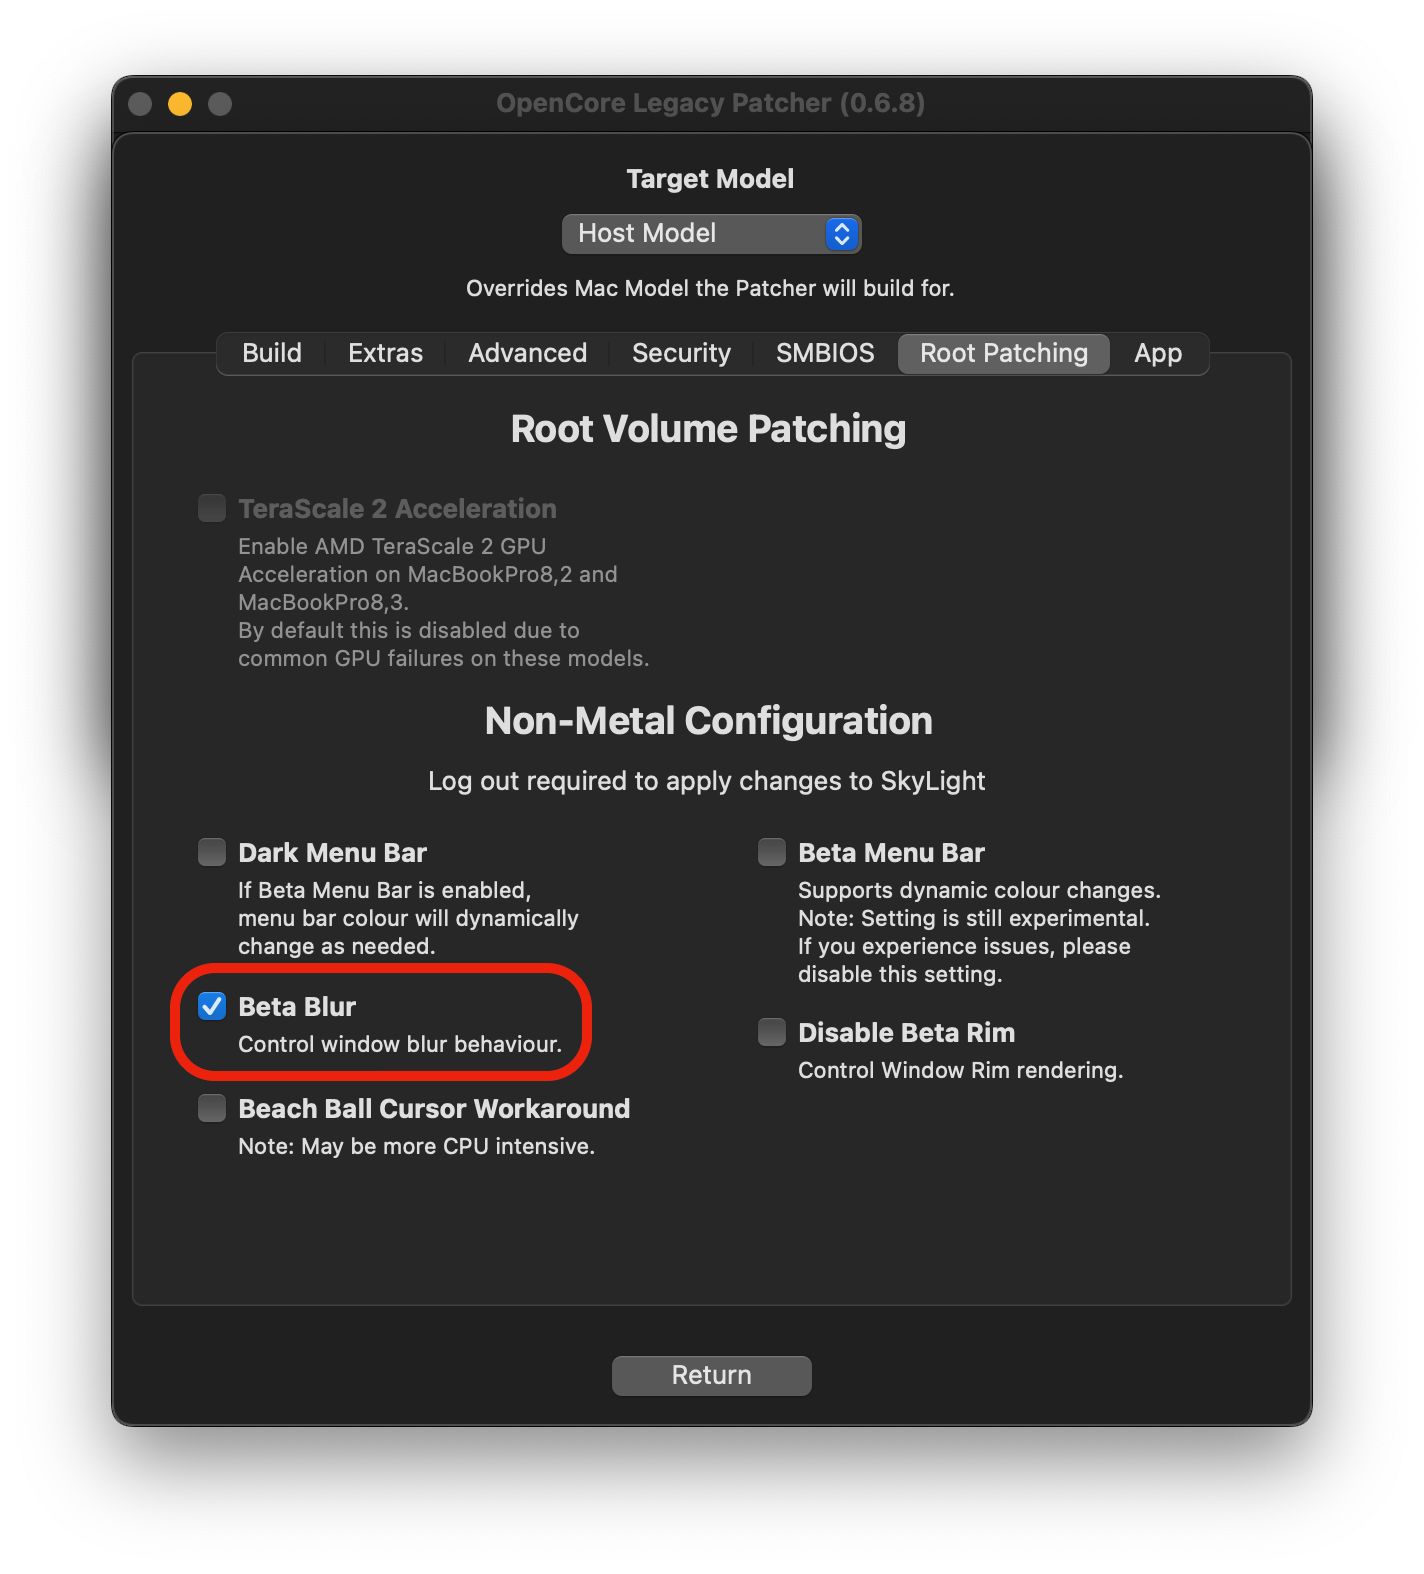 OpenCore Legacy Patcher (0.6.8)
Target Model
Host Model
Overrides Mac Model the Patcher will build for.
Build Extras Advanced Security SMBIOS Root Patching App
Root Volume Patching
TeraScale 2 Acceleration
Enable AMD TeraScale 2 GPU
Acceleration on MacBookPro8,2 and
MacBookPro8,3.
By default this is disabled due to
common GPU failures on these models.
Non-Metal Configuration
Log out required to apply changes to SkyLight
Dark Menu Bar
If Beta Menu Bar is enabled,
menu bar colour will dynamically
change as needed.
Beta Blur
Control window blur behaviour.
Beach Ball Cursor Workaround
Note: May be more CPU intensive.
Beta Menu Bar
Supports dynamic colour changes.
Note: Setting is still experimental.
If you experience issues, please
disable this setting.
Disable Beta Rim
Control Window Rim rendering.
Return